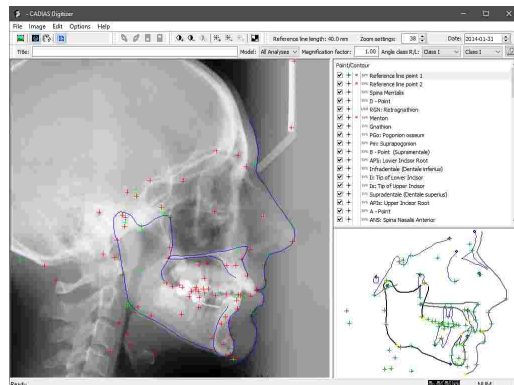 - CADIAS Digitizer
File Image Edit Options Help
Reference line length: 40.0 mm Zoom settings: 38 Date: 2014-01-31
Title: Model: All Analyses Magnification factor: 1.00 Angle class R/L: Class 1 Class 1
Point/Contour
Reference line point 1
Reference line point 2
Spina Mentalis
D - Point
RGN: Retrognathion
Menton
Gnathion
PGo: Pogonion osseum
Pm: Suprapogonion
B - Point (Supramentale)
APIi: Lower Incisor Root
Infradentale (Dentale inferius)
Ii: Tip of Lower Incisor
Is: Tip of Upper Incisor
Supradentale (Dentale superius)
APIs: Upper Incisor Root
A - Point
ANS: Spina Nasalis Anterior
Ready
NUM